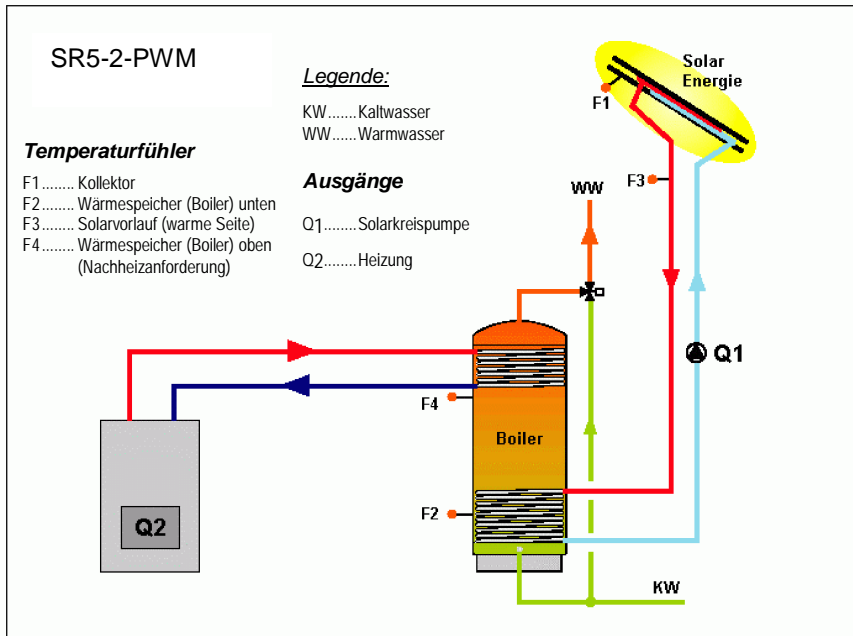 SR5-2-PWM
Legende:
KW.......Kaltwasser
WW.......Warmwasser
Temperaturfühler
F1........ Kollektor
F2........ Wärmespeicher (Boiler) unten
F3........ Solarvorlauf (warme Seite)
F4........ Wärmespeicher (Boiler) oben
(Nachheizanforderung)
Ausgänge
Q1........Solarkreispumpe
Q2........Heizung
Solar
Energie
F1
F3
WW
Q1
F4
Boiler
F2
Q2
KW